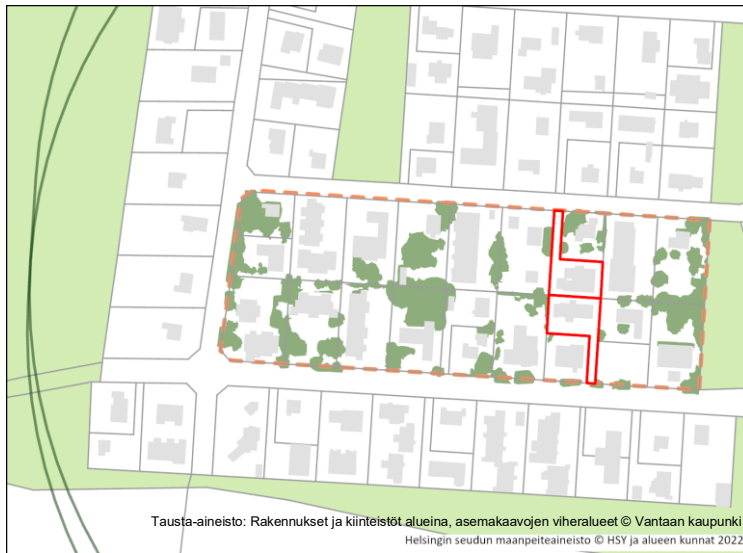 Tausta-aineisto: Rakennukset ja kiinteistöt alueina, asemakaavojen viheralueet © Vantaan kaupunki
Helsingin seudun maanpeiteaineisto © HSY ja alueen kunnat 2022